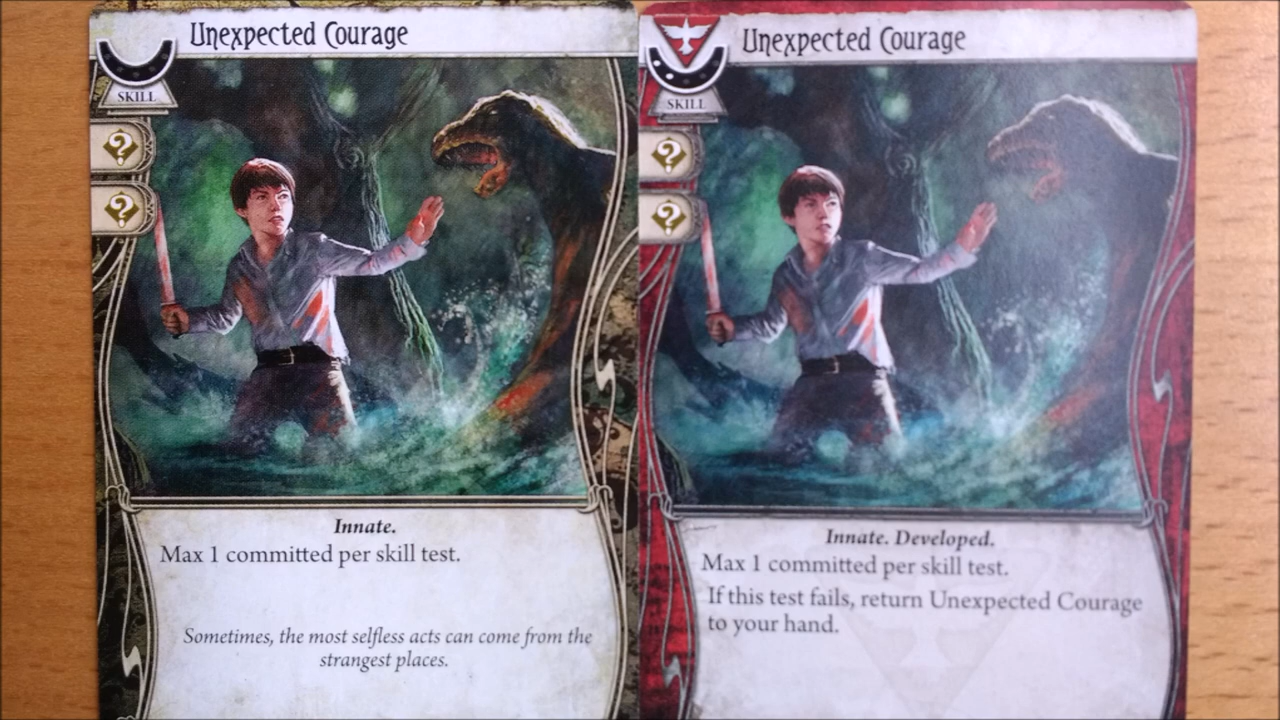 Unexpected Courage
SKILL
?
?
Innate.
Max 1 committed per skill test.
Sometimes, the most selfless acts can come from the
strangest places.
Unexpected Courage
SKILL
?
?
Innate. Developed.
Max 1 committed per skill test.
If this test fails, return Unexpected Courage
to your hand.